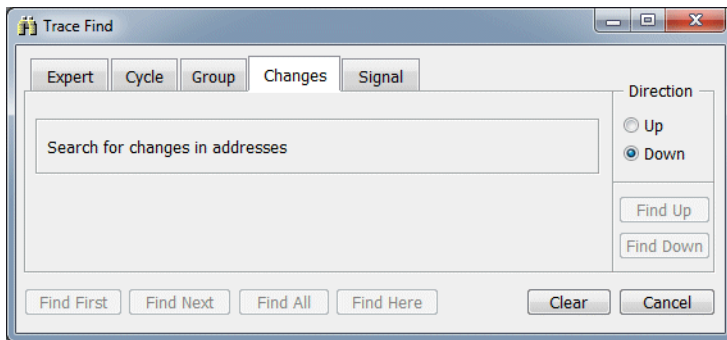 Trace Find
Expert Cycle Group Changes Signal
Direction
Up
Search for changes in addresses
Down
Find Up
Find Down
Find First Find Next Find All Find Here Clear Cancel